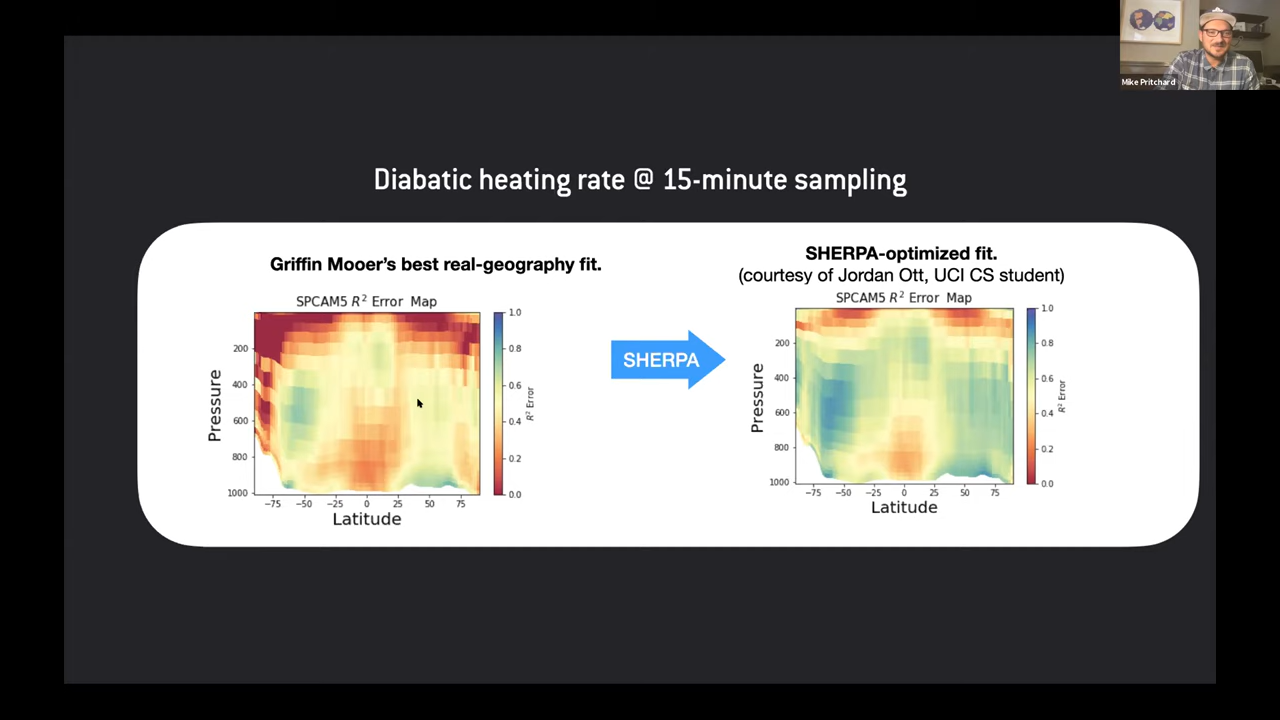 Mike Pritchard
Diabatic heating rate @ 15-minute sampling
Griffin Mooer's best real-geography fit.
SPCAM5 R² Error Map
Pressure
200
400
600
800
1000
−75 −50 −25 0 25 50 75
Latitude
1.0
0.8
0.6
0.4
0.2
0.0
R² Error
SHERPA
SHERPA-optimized fit.
(courtesy of Jordan Ott, UCI CS student)
SPCAM5 R² Error Map
Pressure
200
400
600
800
1000
−75 −50 −25 0 25 50 75
Latitude
1.0
0.8
0.6
0.4
0.2
0.0
R² Error